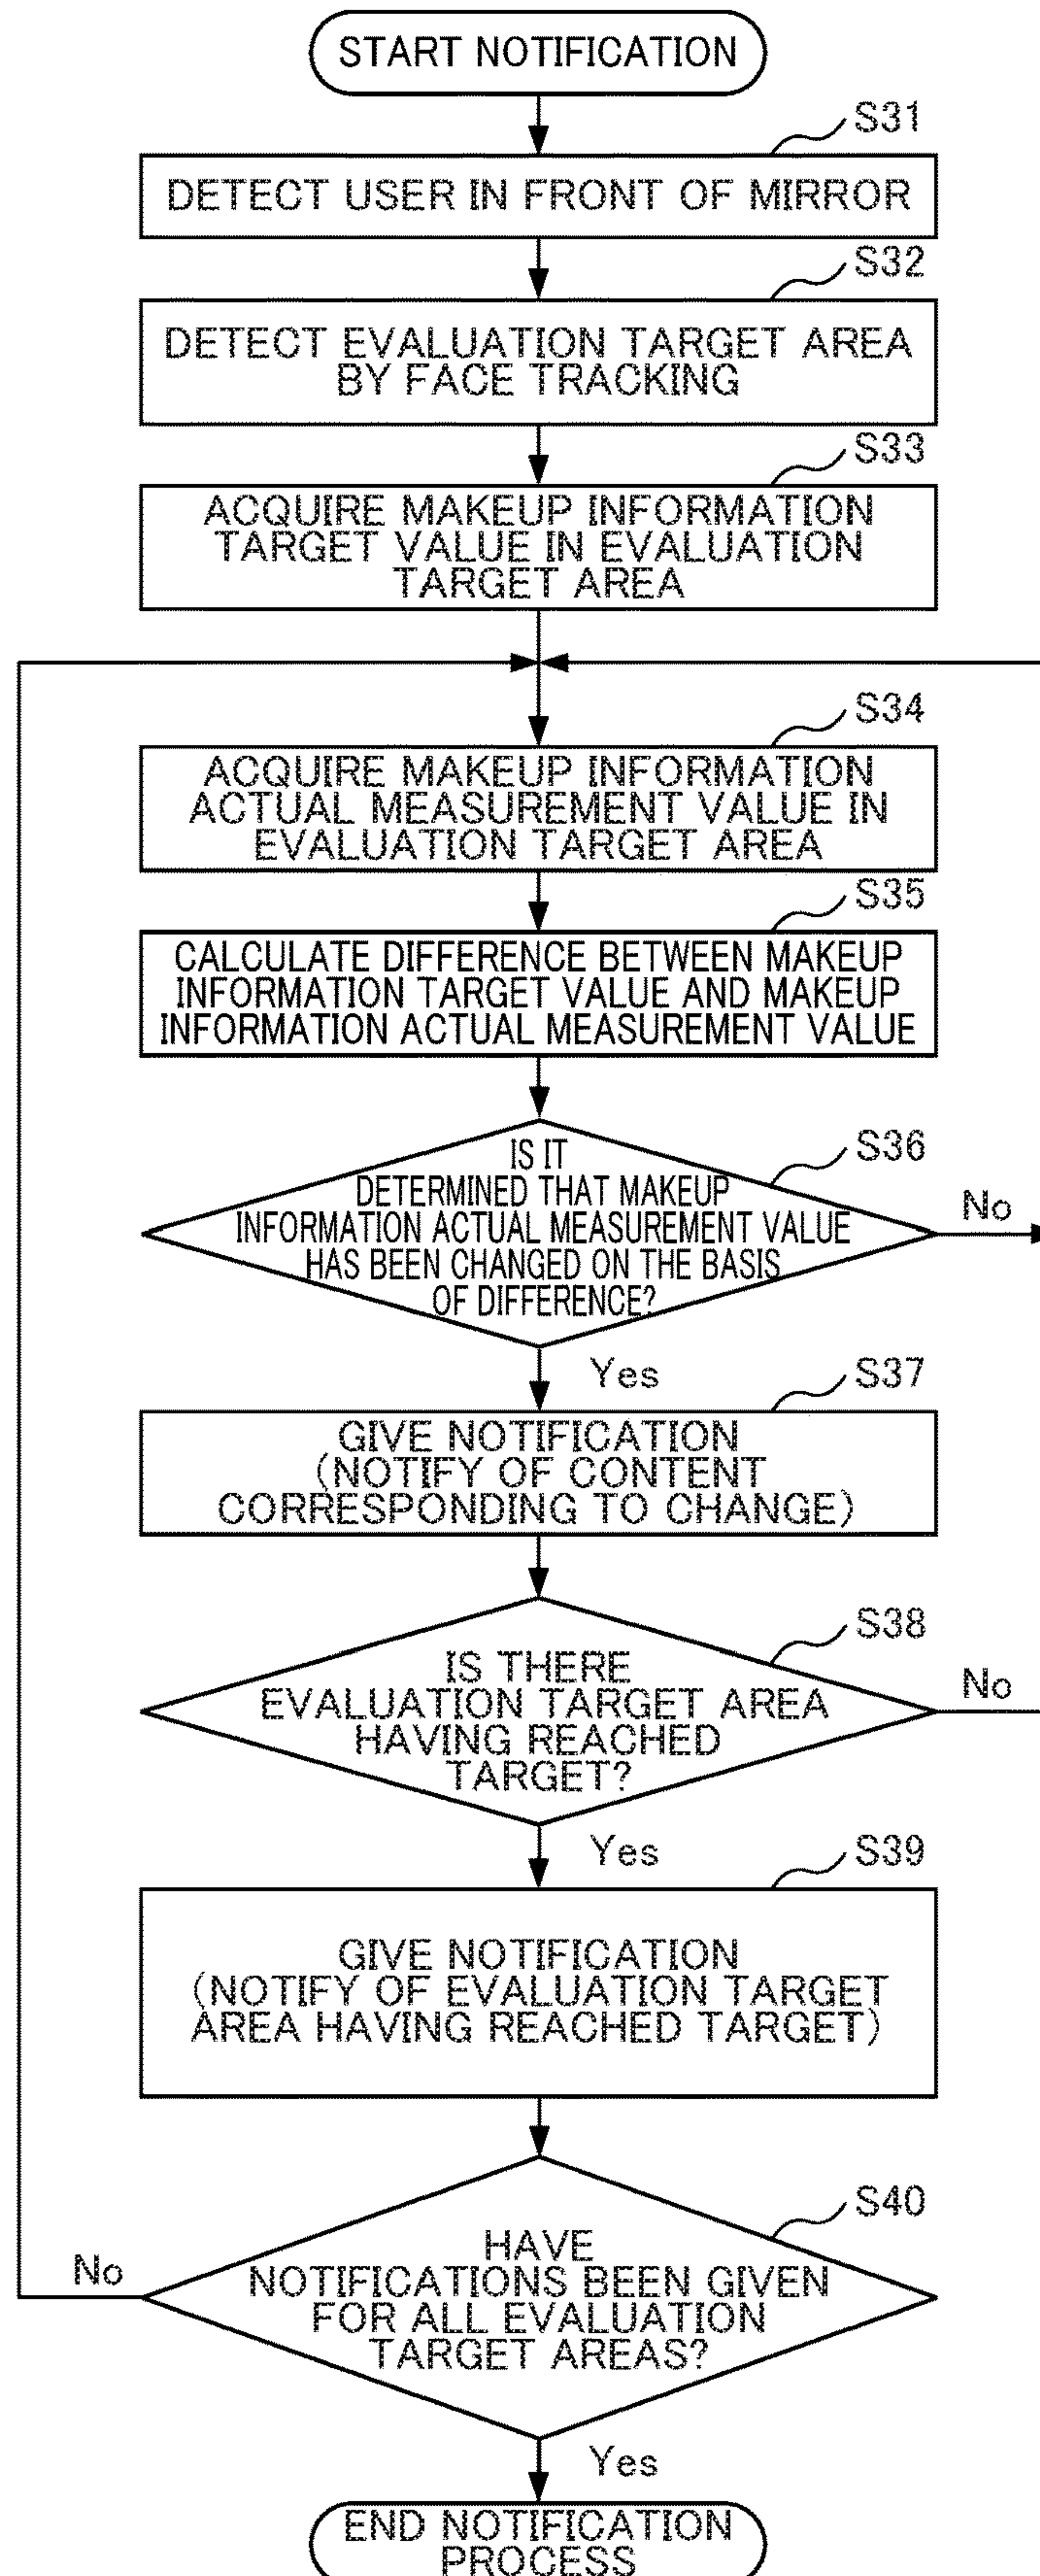 START NOTIFICATION
S31
DETECT USER IN FRONT OF MIRROR
S32
DETECT EVALUATION TARGET AREA
BY FACE TRACKING
S33
ACQUIRE MAKEUP INFORMATION
TARGET VALUE IN EVALUATION
TARGET AREA
S34
ACQUIRE MAKEUP INFORMATION
ACTUAL MEASUREMENT VALUE IN
EVALUATION TARGET AREA
S35
CALCULATE DIFFERENCE BETWEEN MAKEUP
INFORMATION TARGET VALUE AND MAKEUP
INFORMATION ACTUAL MEASUREMENT VALUE
S36
IS IT
DETERMINED THAT MAKEUP
INFORMATION ACTUAL MEASUREMENT VALUE
HAS BEEN CHANGED ON THE BASIS
OF DIFFERENCE?
No
Yes
S37
GIVE NOTIFICATION
(NOTIFY OF CONTENT
CORRESPONDING TO CHANGE)
S38
IS THERE
EVALUATION TARGET AREA
HAVING REACHED
TARGET?
No
Yes
S39
GIVE NOTIFICATION
(NOTIFY OF EVALUATION TARGET
AREA HAVING REACHED TARGET)
S40
HAVE
NOTIFICATIONS BEEN GIVEN
FOR ALL EVALUATION
TARGET AREAS?
No
Yes
END NOTIFICATION
PROCESS